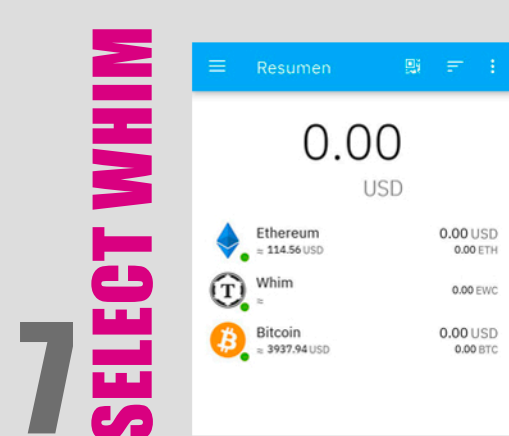 7
SELECT WHIM
Resumen
0.00
USD
Ethereum 0.00 USD
≈ 114.56 USD 0.00 ETH
Whim 0.00 EWC
≈
Bitcoin 0.00 USD
≈ 3937.94 USD 0.00 BTC